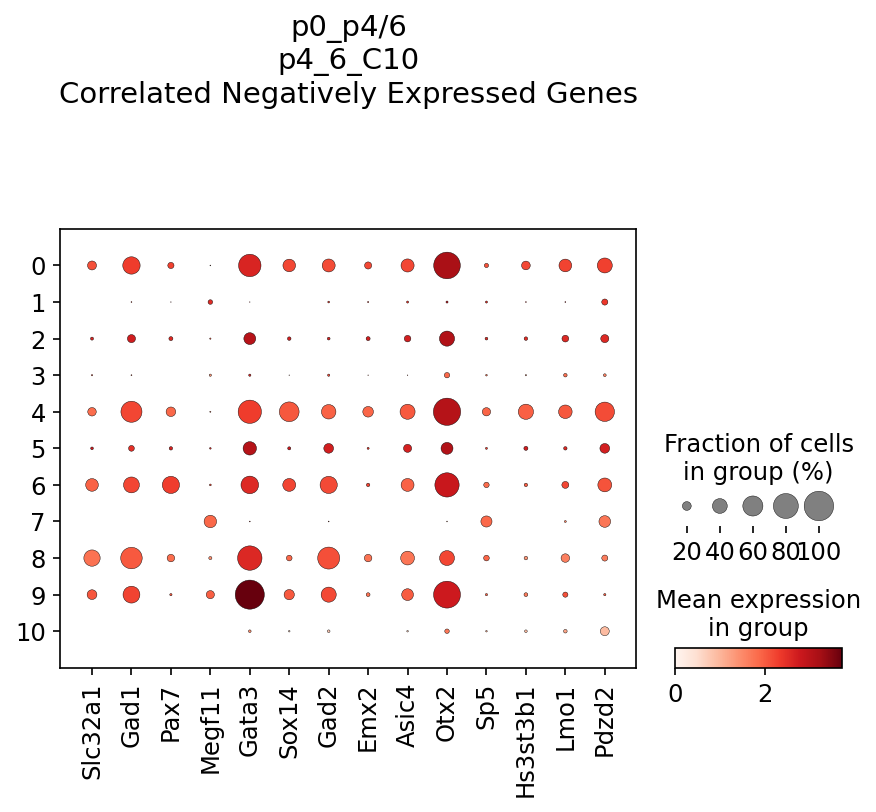 p0_p4/6
p4_6_C10
Correlated Negatively Expressed Genes
0
1
2
3
4
5
6
7
8
9
10
Slc32a1
Gad1
Pax7
Megf11
Gata3
Sox14
Gad2
Emx2
Asic4
Otx2
Sp5
Hs3st3b1
Lmo1
Pdzd2
Fraction of cells
in group (%)
20 40 60 80 100
Mean expression
in group
0 2